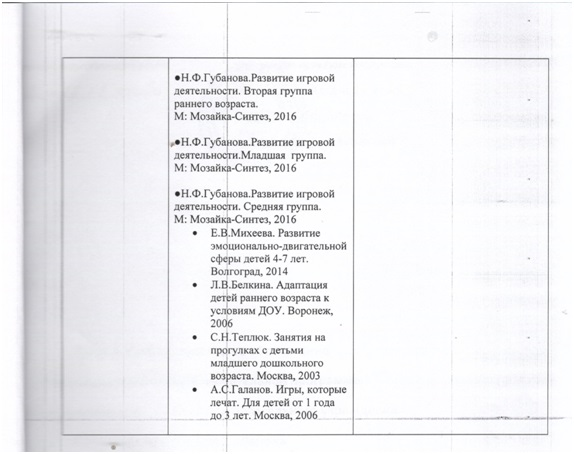 ●Н.Ф.Губанова.Развитие игровой
деятельности. Вторая группа
раннего возраста.
М: Мозайка-Синтез, 2016
●Н.Ф.Губанова.Развитие игровой
деятельности.Младшая группа.
М: Мозайка-Синтез, 2016
●Н.Ф.Губанова.Развитие игровой
деятельности. Средняя группа.
М: Мозайка-Синтез, 2016
• Е.В.Михеева. Развитие
эмоционально-двигательной
сферы детей 4-7 лет.
Волгоград, 2014
• Л.В.Белкина. Адаптация
детей раннего возраста к
условиям ДОУ. Воронеж,
2006
• С.Н.Теплюк. Занятия на
прогулках с детьми
младшего дошкольного
возраста. Москва, 2003
• А.С.Галанов. Игры, которые
лечат. Для детей от 1 года
до 3 лет. Москва, 2006